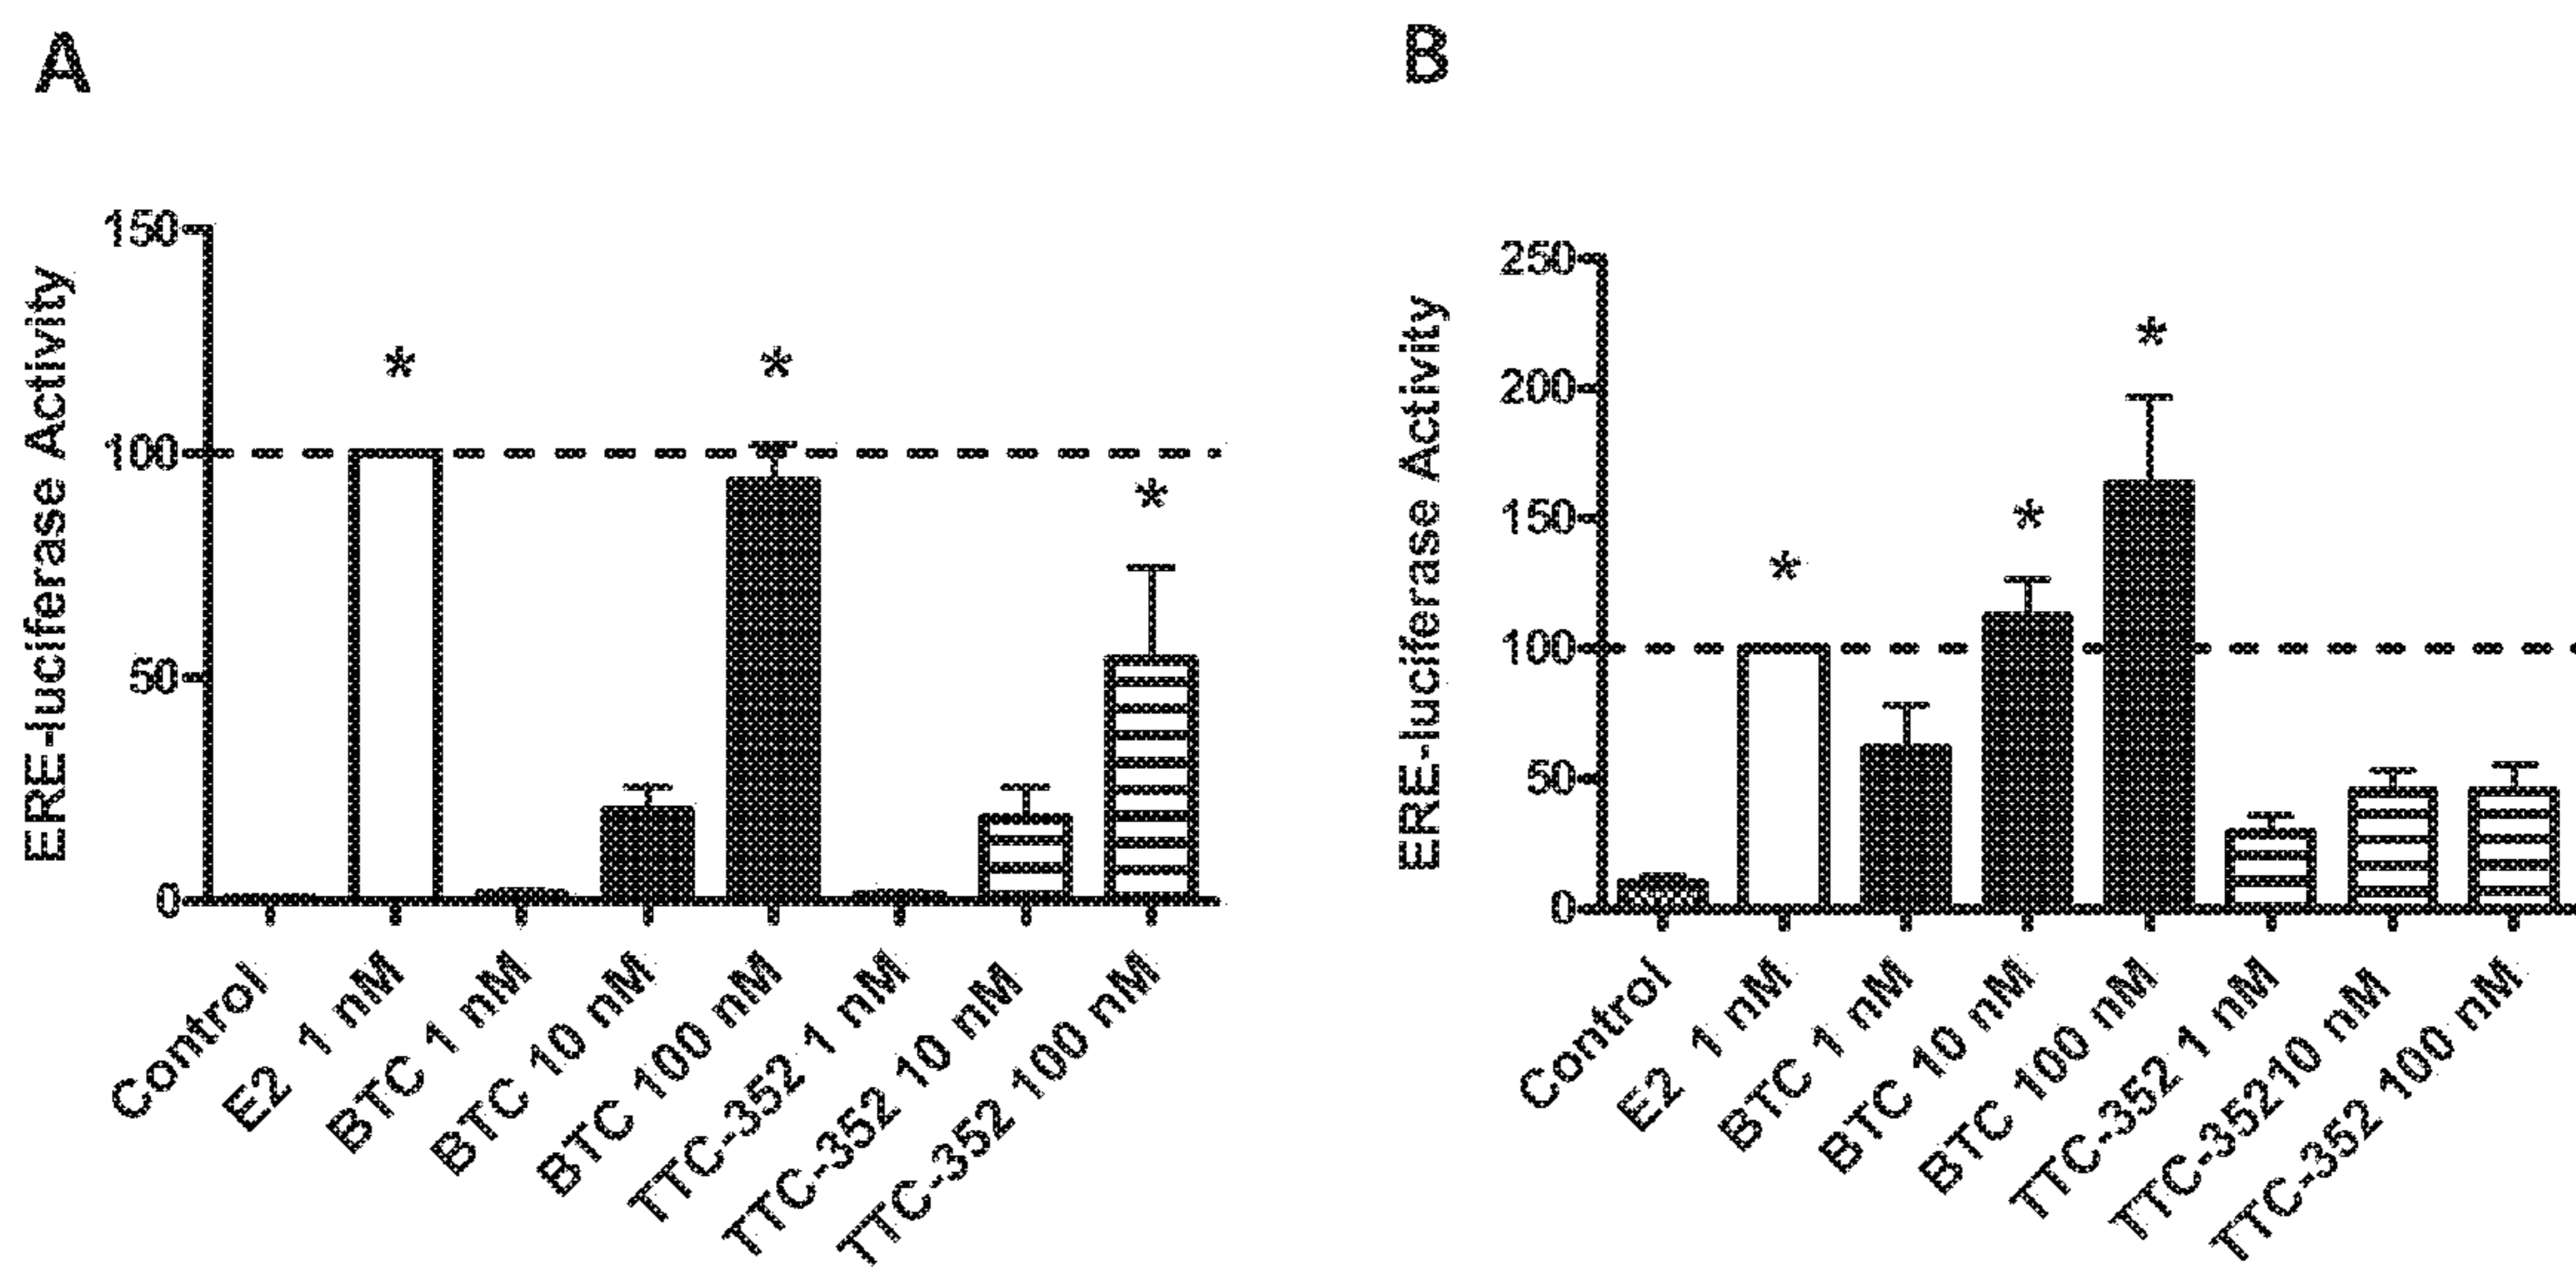 A
ERE-luciferase Activity
150
100
50
0
*
*
*
Control
E2 1 nM
BTC 1 nM
BTC 10 nM
BTC 100 nM
TTC-352 1 nM
TTC-352 10 nM
TTC-352 100 nM
B
ERE-luciferase Activity
250
200
150
100
50
0
*
*
*
Control
E2 1 nM
BTC 1 nM
BTC 10 nM
BTC 100 nM
TTC-352 1 nM
TTC-35210 nM
TTC-352 100 nM